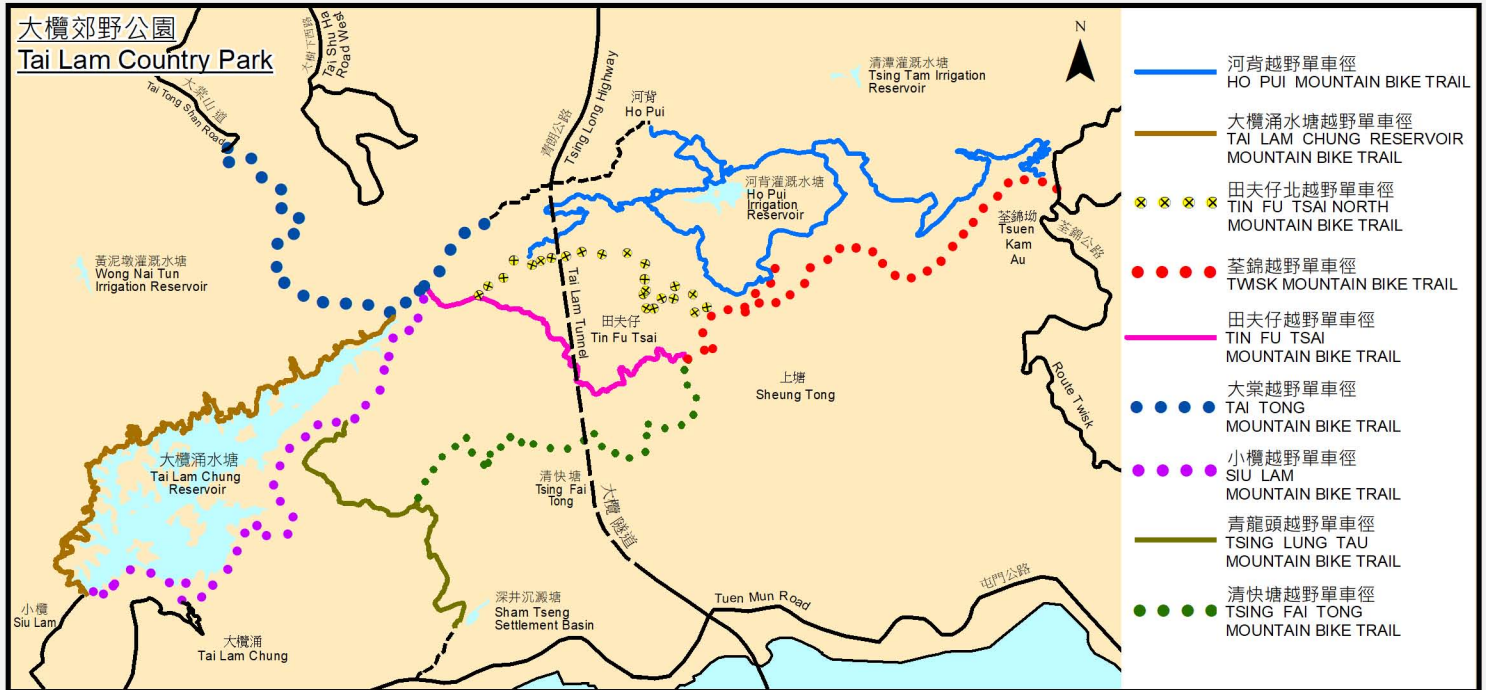 大欖郊野公園
Tai Lam Country Park
大棠山道
Tai Tong Shan Road
大樹下西路
Tai Shu Ha
Road West
青朗公路
Tsing Long Highway
河背
Ho Pui
清潭灌溉水塘
Tsing Tam Irrigation
Reservoir
N
河背灌溉水塘
Ho Pui
Irrigation
Reservoir
荃錦坳
Tsuen
Kam
Au
荃錦公路
Route Twisk
黃泥墩灌溉水塘
Wong Nai Tun
Irrigation Reservoir
Tai Lam Tunnel
田夫仔
Tin Fu Tsai
上塘
Sheung Tong
大欖涌水塘
Tai Lam Chung
Reservoir
清快塘
Tsing Fai
Tong
大欖隧道
小欖
Siu Lam
大欖涌
Tai Lam Chung
深井沉澱塘
Sham Tseng
Settlement Basin
Tuen Mun Road
屯門公路
河背越野單車徑
HO PUI MOUNTAIN BIKE TRAIL
大欖涌水塘越野單車徑
TAI LAM CHUNG RESERVOIR
MOUNTAIN BIKE TRAIL
田夫仔北越野單車徑
TIN FU TSAI NORTH
MOUNTAIN BIKE TRAIL
荃錦越野單車徑
TWISK MOUNTAIN BIKE TRAIL
田夫仔越野單車徑
TIN FU TSAI
MOUNTAIN BIKE TRAIL
大棠越野單車徑
TAI TONG
MOUNTAIN BIKE TRAIL
小欖越野單車徑
SIU LAM
MOUNTAIN BIKE TRAIL
青龍頭越野單車徑
TSING LUNG TAU
MOUNTAIN BIKE TRAIL
清快塘越野單車徑
TSING FAI TONG
MOUNTAIN BIKE TRAIL